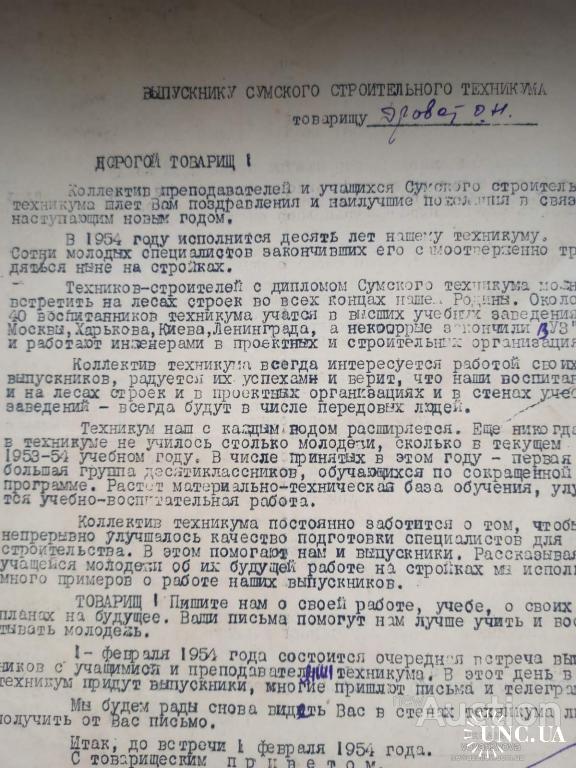 ВЫПУСКНИКУ СУМСКОГО СТРОИТЕЛЬНОГО ТЕХНИКУМА
товарищу
ДОРОГОЙ ТОВАРИЩ !
Коллектив преподавателей и учащихся Сумского строитель
техникума шлет Вам поздравления и наилучшие пожелания в связ
наступающим новым годом.
В 1954 году исполнится десять лет нашему техникуму.
Сотни молодых специалистов закончивших его самоотверженно тр
дяться ныне на стройках.
Техников-строителей с дипломом Сумского техникума можн
встретить на лесах строек во всех концах нашей Родины. Около
40 воспитанников техникума учатся в высших учебных заведени
Москвы,Харькова,Киева,Ленинграда, а некоторые закончили ВУЗ
и работают инженерами в проектных и строительных организация
Коллектив техникума всегда интересуется работой своих
выпускников, радуется их успехами и верит, что наши воспитан
и на лесах строек и в проектных организациях и в стенах учеб
заведений - всегда будут в числе передовых людей.
Техникум наш с каждым годом расширяется. Еще никогда
в техникуме не училось столько молодежи, сколько в текущем
1953-54 учебном году. В числе принятых в этом году - первая
большая группа десятиклассников, обучающихся по сокращенной
программе. Растет материально-техническая база обучения, улу
тся учебно-воспитательная работа.
Коллектив техникума постоянно заботится о том, чтобы
непрерывно улучшалось качество подготовки специалистов для
строительства. В этом помогают нам и выпускники. Рассказывая
учащейся молодежи об их будущей работе на стройках мы исполь
много примеров о работе наших выпускников.
ТОВАРИЩ ! Пишите нам о своей работе, учебе, о своих
планах на будущее. Ваши письма помогут нам лучше учить и вос
тывать молодежь.
1- февраля 1954 года состоится очередная встреча вып
ников с учащимися и преподавателями техникума. В этот день в
техникум придут выпускники, многие пришлют письма и телегра
Мы будем рады снова видеть Вас в стенах техникума ли
получить от Вас письмо.
Итак, до встречи 1 февраля 1954 года.
С товарищеским п р и в е т о м.
Auction
UNC.UA